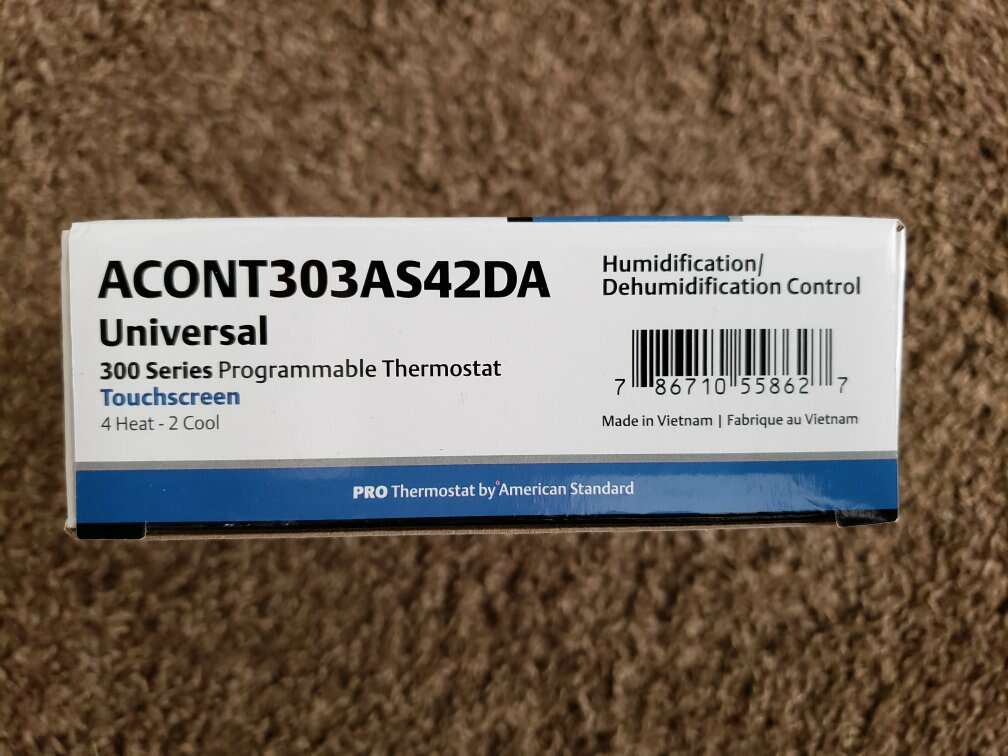 ACONT303AS42DA
Universal
300 Series Programmable Thermostat
Touchscreen
4 Heat - 2 Cool
Humidification/
Dehumidification Control
7 86710 55862 7
Made in Vietnam | Fabrique au Vietnam
PRO Thermostat by American Standard